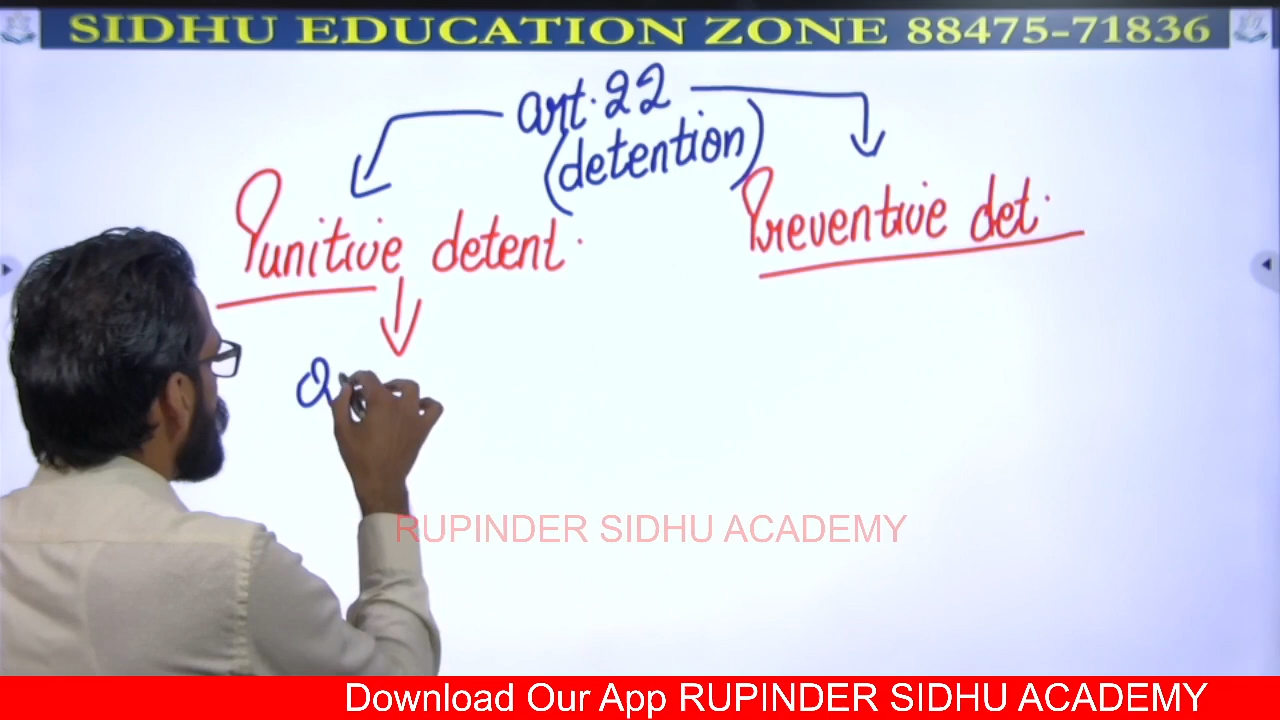 SIDHU EDUCATION ZONE 88475-71836
art. 22
(detention)
Punitive detent.
Preventive det.
RUPINDER SIDHU ACADEMY
Download Our App RUPINDER SIDHU ACADEMY